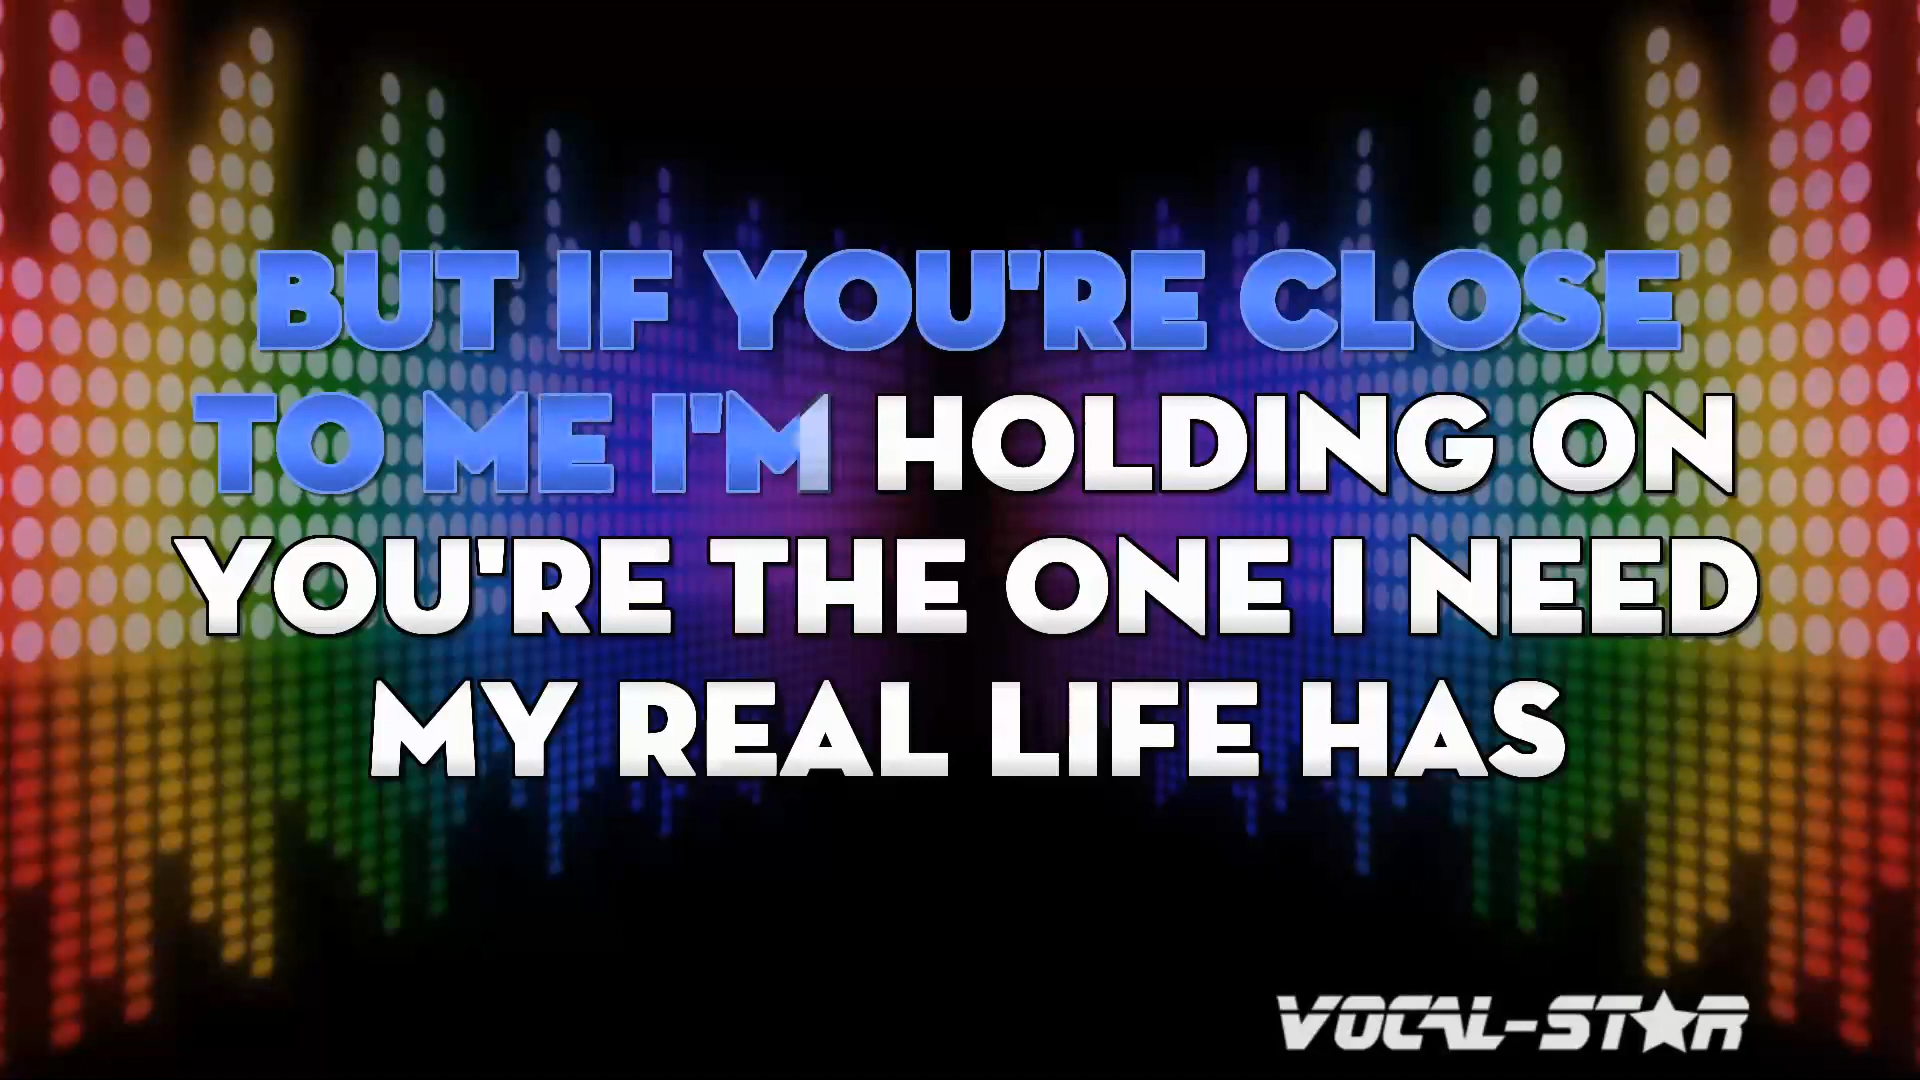 BUT IF YOU'RE CLOSE
TO ME I'M HOLDING ON
YOU'RE THE ONE I NEED
MY REAL LIFE HAS
VOCAL-STAR